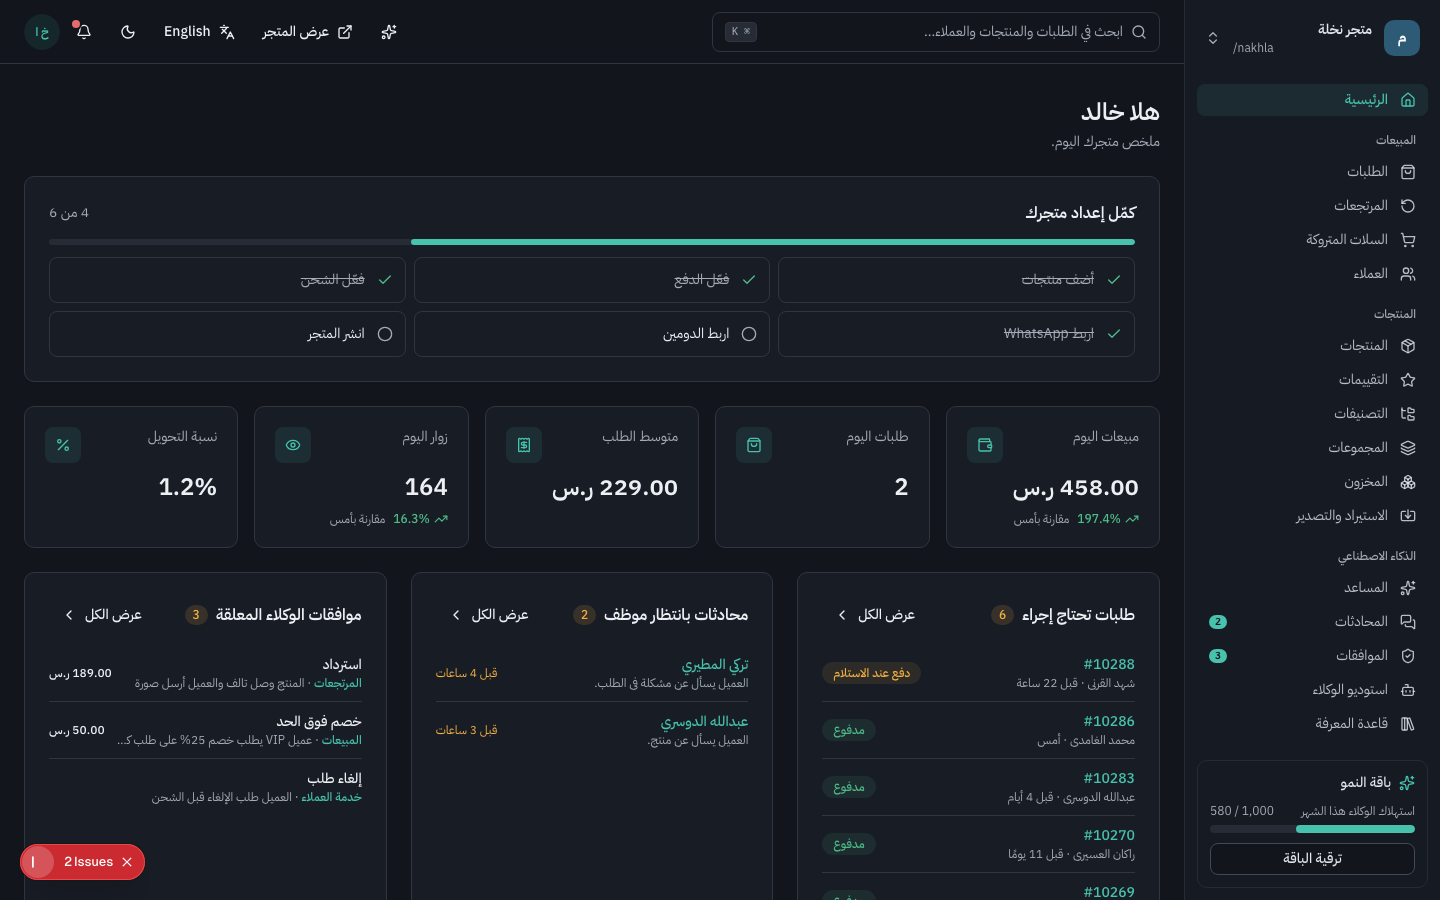 م
متجر نخلة
/nakhla
ابحث في الطلبات والمنتجات والعملاء...
⌘ K
عرض المتجر
English
خ ا
الرئيسية
المبيعات
الطلبات
المرتجعات
السلات المتروكة
العملاء
المنتجات
المنتجات
التقييمات
التصنيفات
المجموعات
المخزون
الاستيراد والتصدير
الذكاء الاصطناعي
المساعد
المحادثات
2
الموافقات
3
استوديو الوكلاء
قاعدة المعرفة
باقة النمو
استهلاك الوكلاء هذا الشهر
580 / 1,000
ترقية الباقة
هلا خالد
ملخص متجرك اليوم.
كمّل إعداد متجرك
4 من 6
أضف منتجات
فعّل الدفع
فعّل الشحن
اربط WhatsApp
اربط الدومين
انشر المتجر
مبيعات اليوم
458.00 ر.س
197.4% مقارنة بأمس
طلبات اليوم
2
متوسط الطلب
229.00 ر.س
زوار اليوم
164
16.3% مقارنة بأمس
نسبة التحويل
1.2%
طلبات تحتاج إجراء 6
عرض الكل
#10288
شهد القرني · قبل 22 ساعة
دفع عند الاستلام
#10286
محمد الغامدي · أمس
مدفوع
#10283
عبدالله الدوسري · قبل 4 أيام
مدفوع
#10270
راكان العسيري · قبل 11 يومًا
مدفوع
#10269
مدفوع
محادثات بانتظار موظف 2
عرض الكل
تركي المطيري
العميل يسأل عن مشكلة في الطلب.
قبل 4 ساعات
عبدالله الدوسري
العميل يسأل عن منتج.
قبل 3 ساعات
موافقات الوكلاء المعلقة 3
عرض الكل
استرداد
المرتجعات · المنتج وصل تالف والعميل أرسل صورة
189.00 ر.س
خصم فوق الحد
المبيعات · عميل VIP يطلب خصم 25% على طلب كـ...
50.00 ر.س
إلغاء طلب
خدمة العملاء · العميل طلب الإلغاء قبل الشحن
2 Issues